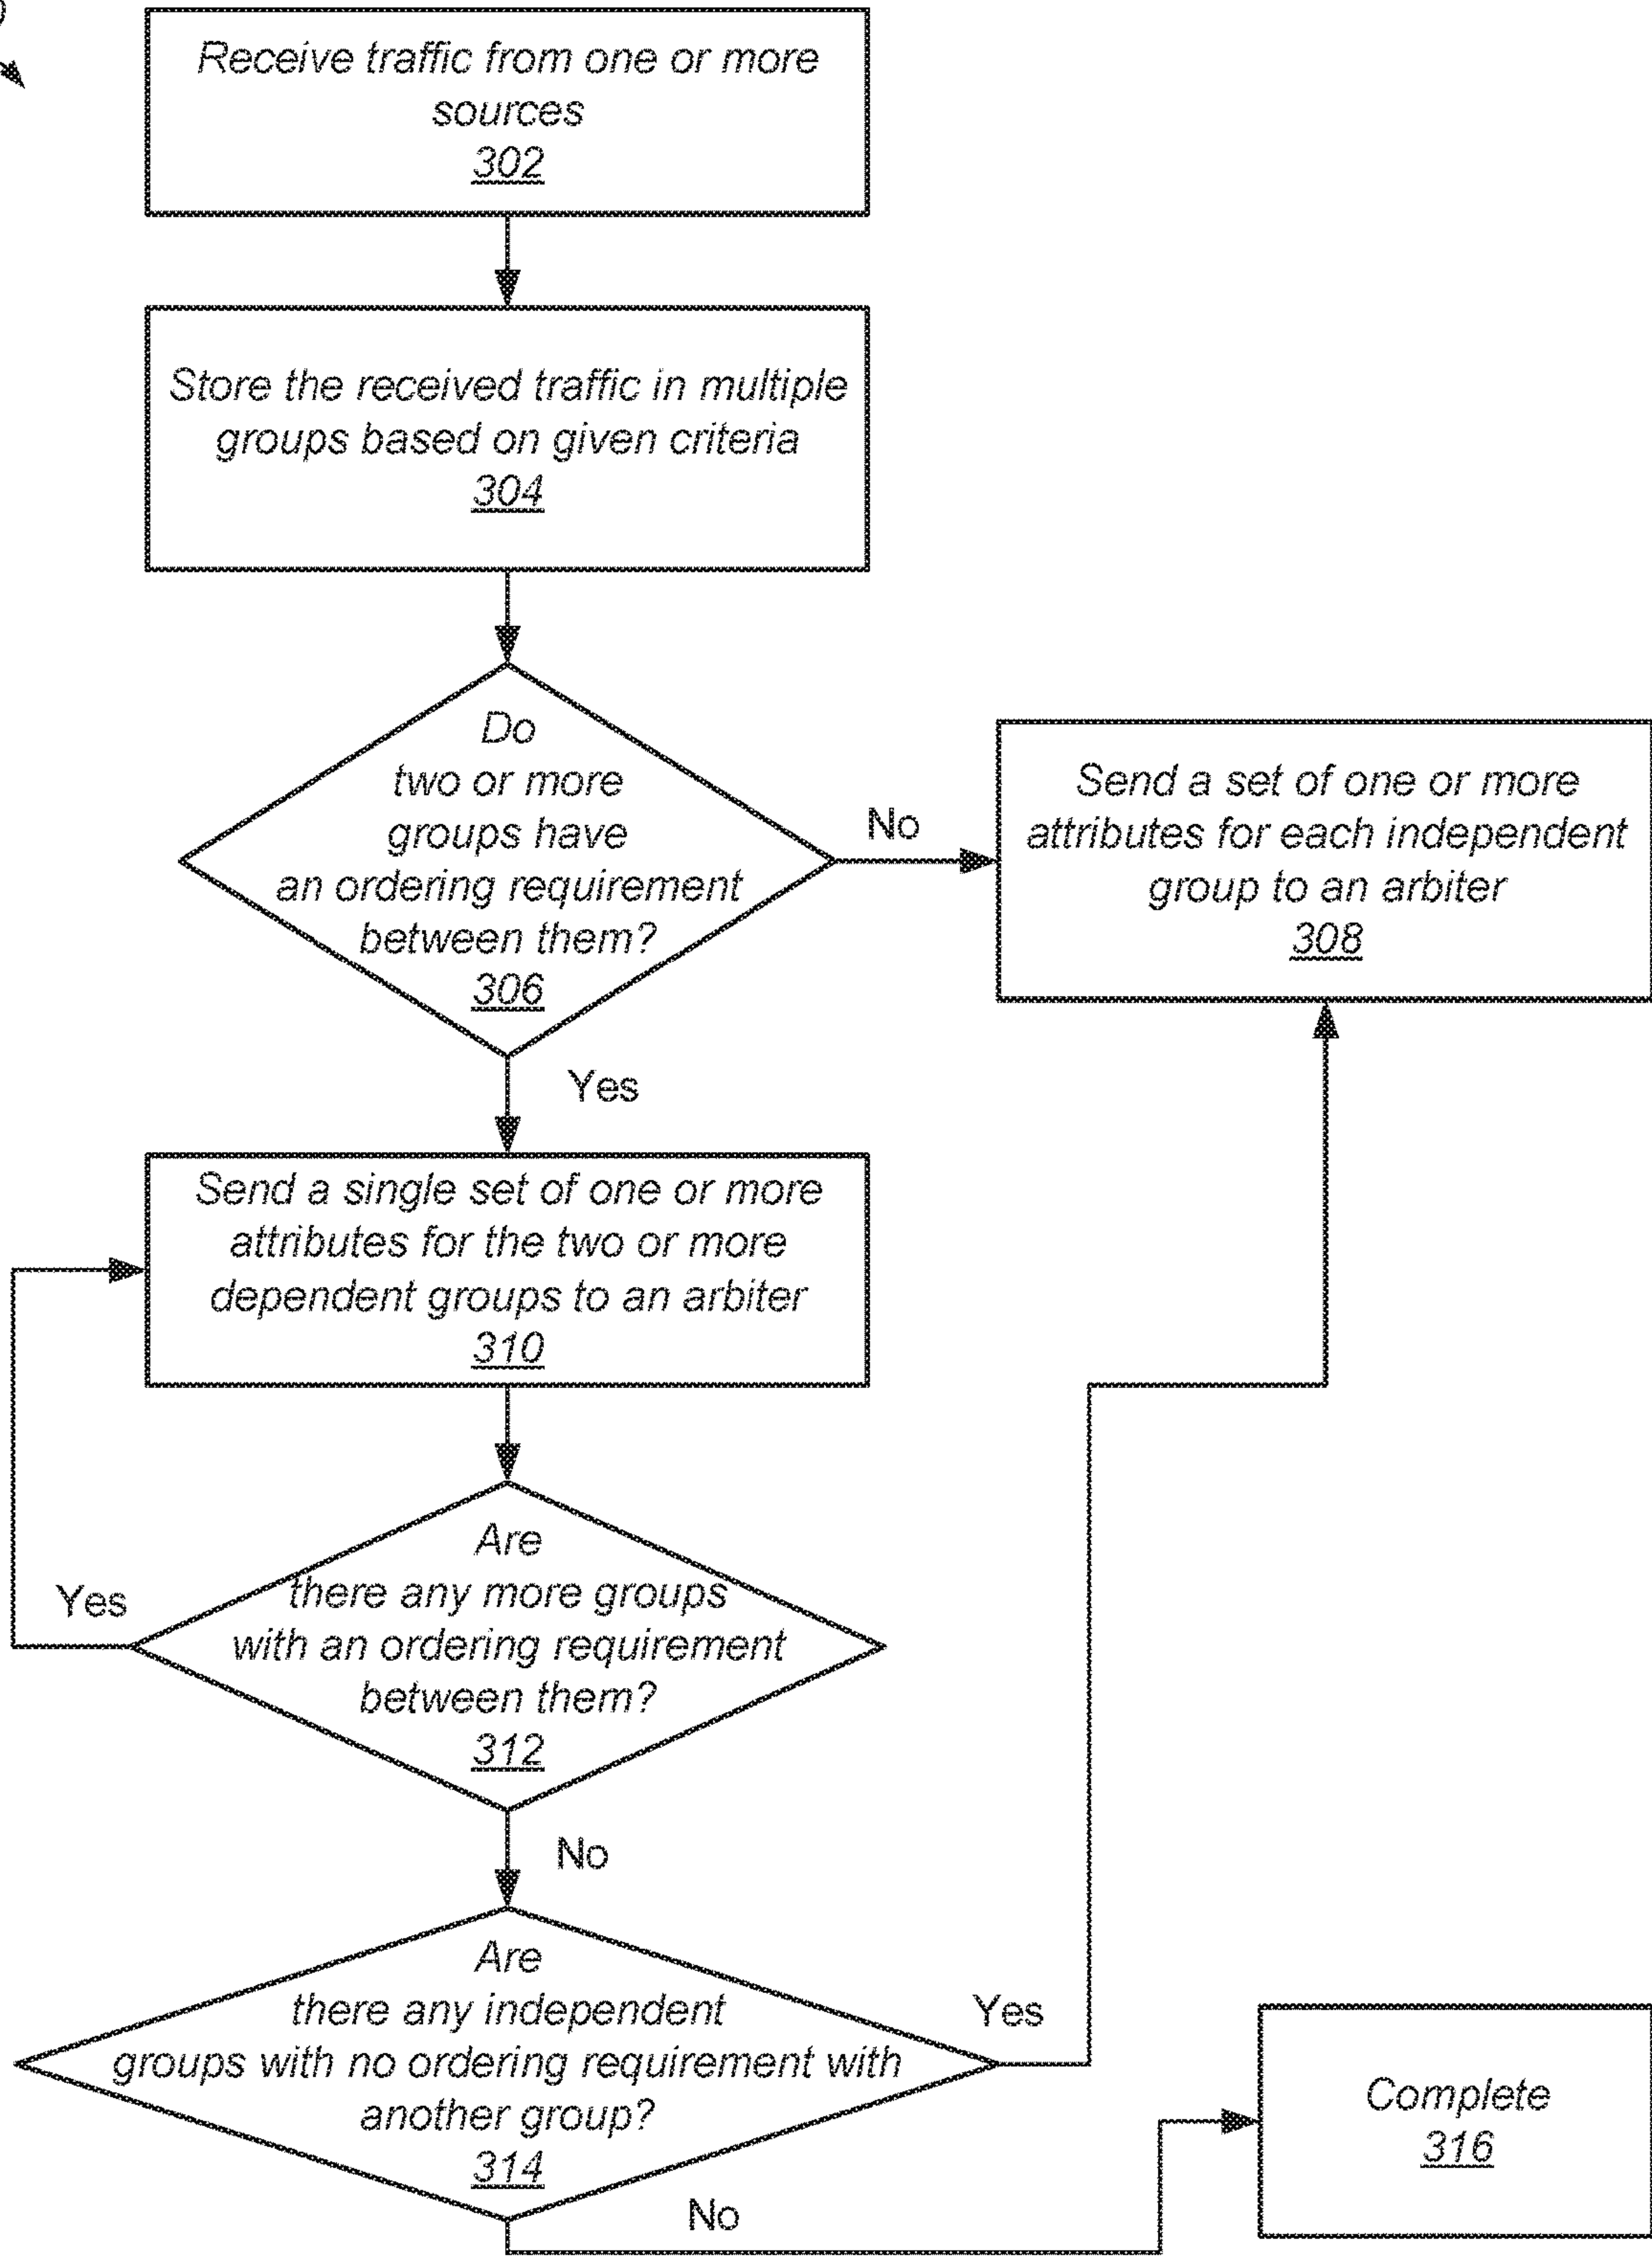 Receive traffic from one or more
sources
302
Store the received traffic in multiple
groups based on given criteria
304
Do
two or more
groups have
an ordering requirement
between them?
306
No
Send a set of one or more
attributes for each independent
group to an arbiter
308
Yes
Send a single set of one or more
attributes for the two or more
dependent groups to an arbiter
310
Are
there any more groups
with an ordering requirement
between them?
312
Yes
No
Are
there any independent
groups with no ordering requirement with
another group?
314
Yes
No
Complete
316